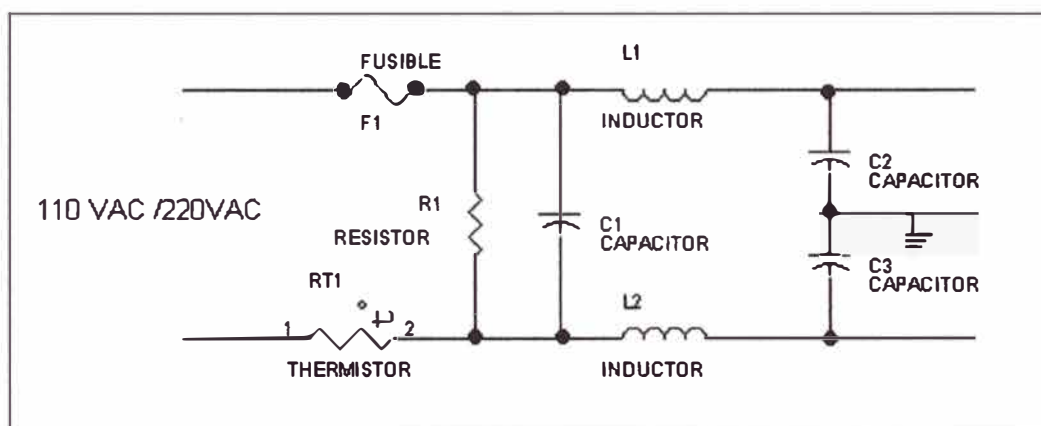 FUSIBLE
F1
L1
INDUCTOR
C2
CAPACITOR
110 VAC /220VAC
R1
RESISTOR
C1
CAPACITOR
C3
CAPACITOR
RT1
1
2
THERMISTOR
L2
INDUCTOR